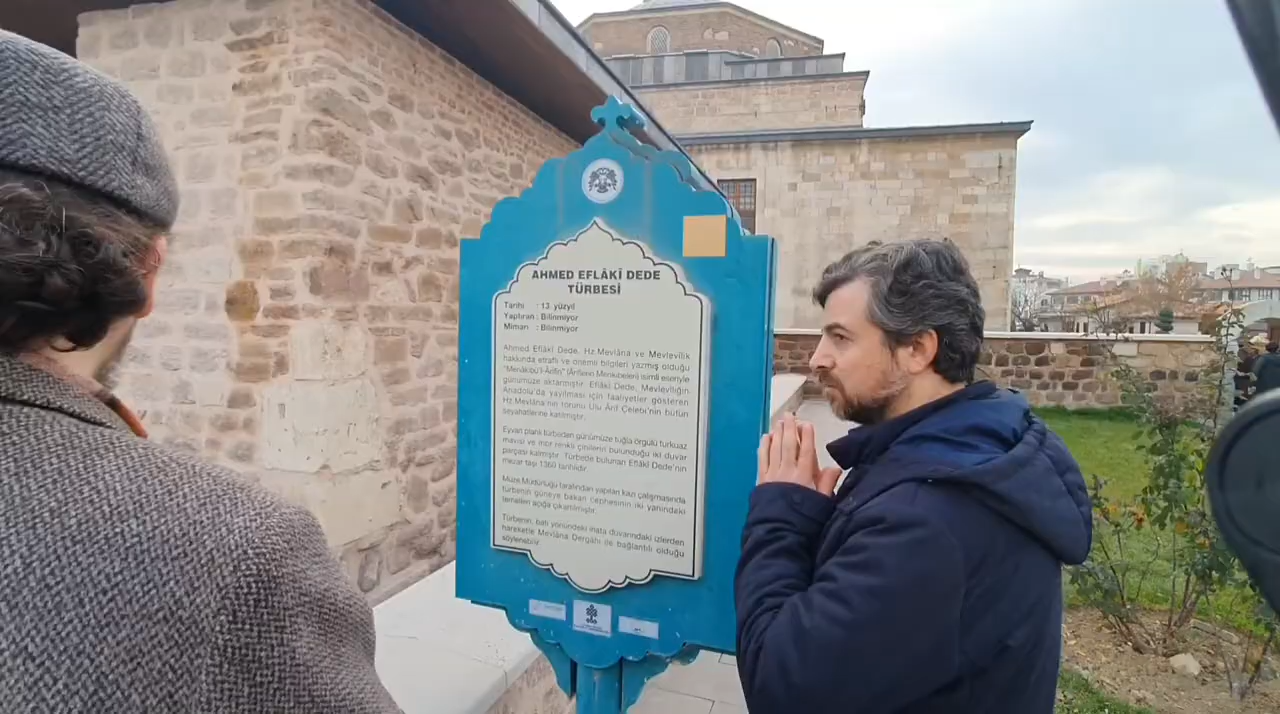 AHMED EFLÂKÎ DEDE
TÜRBESİ
Tarihi : 13. yüzyıl
Yaptıran : Bilinmiyor
Mimarı : Bilinmiyor
Ahmed Eflâkî Dede, Hz.Mevlâna ve Mevlevîlik
hakkında etraflı ve önemli bilgileri yazmış olduğu
"Menâkıbü'l-Ârifîn" (Âriflerin Menkıbeleri) isimli eseriyle
günümüze aktarmıştır. Eflâkî Dede, Mevlevîliğin
Anadolu'da yayılması için faaliyetler gösteren
Hz.Mevlâna'nın torunu Ulu Ârif Çelebi'nin bütün
seyahatlerine katılmıştır.
Eyvan planlı türbeden günümüze tuğla örgülü turkuaz
mavisi ve mor renkli çinilerin bulunduğu iki duvar
parçası kalmıştır. Türbede bulunan Eflâkî Dede'nin
mezar taşı 1360 tarihlidir.
Müze Müdürlüğü tarafından yapılan kazı çalışmasında
türbenin güneye bakan cephesinin iki yanındaki
temelleri açığa çıkarılmıştır.
Türbenin, batı yönündeki ihata duvarındaki izlerden
hareketle Mevlâna Dergâhı ile bağlantılı olduğu
söylenebilir.